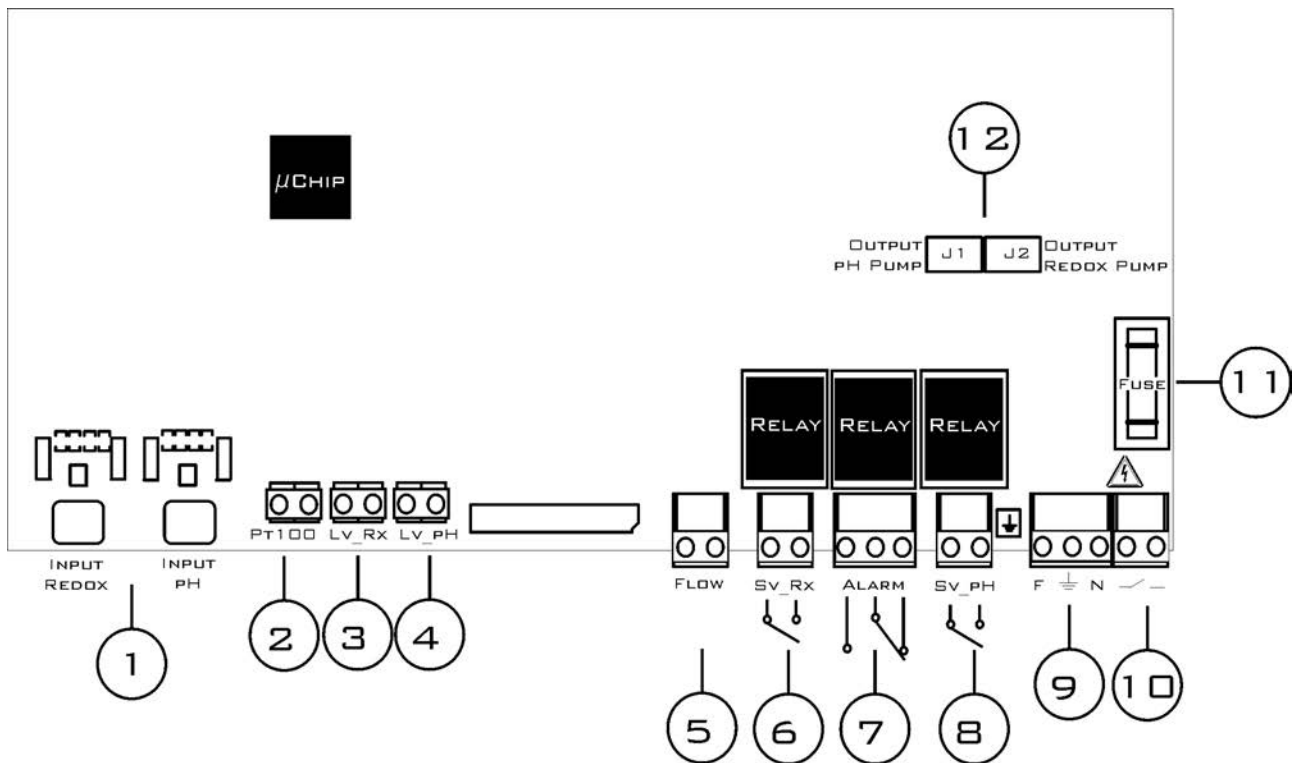 12
µCHIP
OUTPUT
PH PUMP
J1
J2
OUTPUT
REDOX PUMP
FUSE
11
RELAY
RELAY
RELAY
PT100
LV_RX
LV_PH
INPUT
REDOX
INPUT
PH
FLOW
SV_RX
ALARM
SV_PH
F
N
1
2
3
4
5
6
7
8
9
10